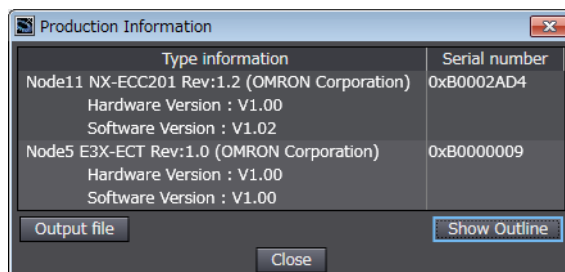 Production Information
Type information Serial number
Node11 NX-ECC201 Rev:1.2 (OMRON Corporation) 0xB0002AD4
Hardware Version : V1.00
Software Version : V1.02
Node5 E3X-ECT Rev:1.0 (OMRON Corporation) 0xB0000009
Hardware Version : V1.00
Software Version : V1.00
Output file Show Outline
Close